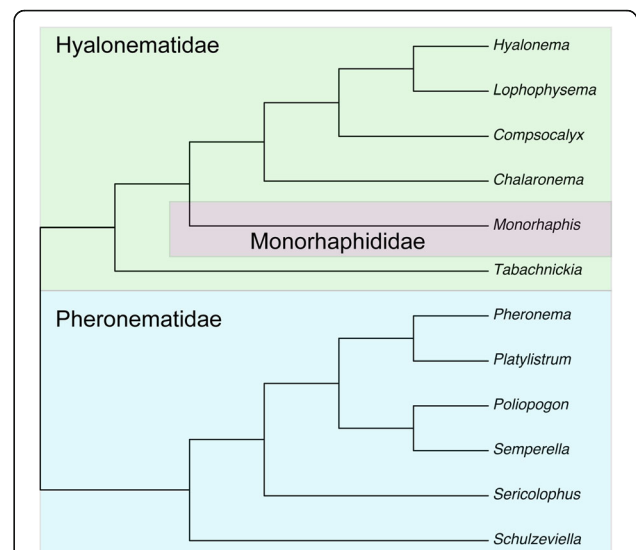 Hyalonematidae
Hyalonema
Lophophysema
Compsocalyx
Chalaronema
Monorhaphis
Monorhaphididae
Tabachnickia
Pheronematidae
Pheronema
Platylistrum
Poliopogon
Semperella
Sericolophus
Schulzeviella